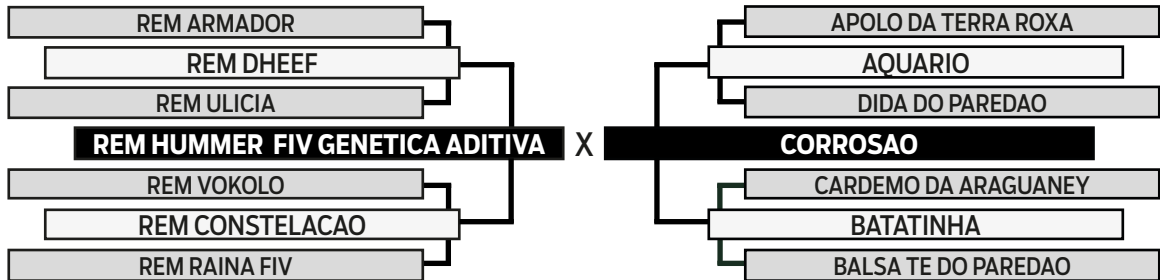 REM ARMADOR
REM DHEEF
REM ULICIA
REM HUMMER FIV GENETICA ADITIVA
REM VOKOLO
REM CONSTELACAO
REM RAINA FIV
X
APOLO DA TERRA ROXA
AQUARIO
DIDA DO PAREDAO
CORROSAO
CARDEMO DA ARAGUANEY
BATATINHA
BALSA TE DO PAREDAO